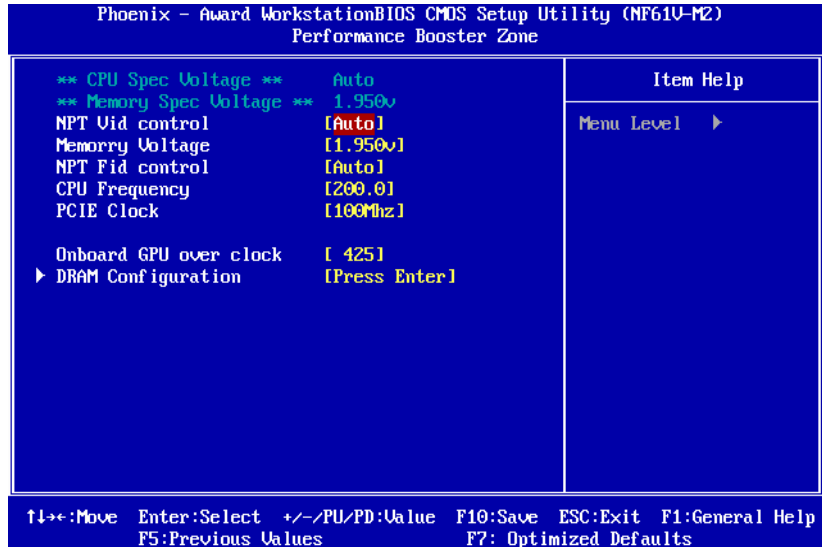 Phoenix - Award WorkstationBIOS CMOS Setup Utility (NF61V-M2)
Performance Booster Zone
** CPU Spec Voltage ** Auto
** Memory Spec Voltage ** 1.950v
NPT Vid control [Auto]
Memorry Voltage [1.950v]
NPT Fid control [Auto]
CPU Frequency [200.0]
PCIE Clock [100Mhz]
Onboard GPU over clock [ 425]
▶ DRAM Configuration [Press Enter]
Item Help
Menu Level ▶
↑↓→←:Move Enter:Select +/-/PU/PD:Value F10:Save ESC:Exit F1:General Help
F5:Previous Values F7: Optimized Defaults